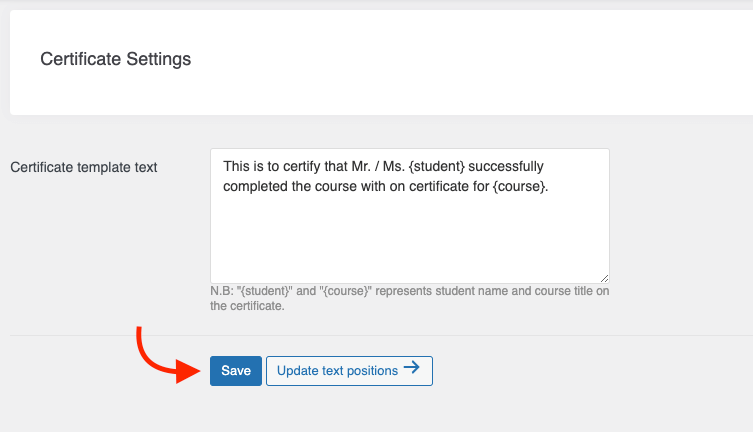 Certificate Settings
Certificate template text
This is to certify that Mr. / Ms. {student} successfully
completed the course with on certificate for {course}.
N.B: "{student}" and "{course}" represents student name and course title on
the certificate.
Save
Update text positions →